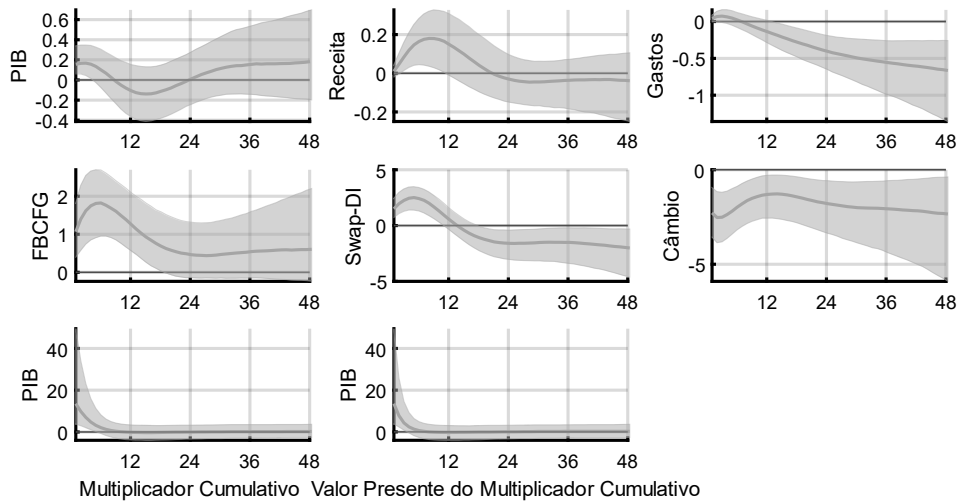 PIB
0.6
0.4
0.2
0
-0.2
-0.4
12 24 36 48
Receita
0.2
0
-0.2
12 24 36 48
Gastos
0
-0.5
-1
12 24 36 48
FBCFG
2
1
0
12 24 36 48
Swap-DI
5
0
-5
12 24 36 48
Câmbio
0
-5
12 24 36 48
PIB
40
20
0
12 24 36 48
Multiplicador Cumulativo
PIB
40
20
0
12 24 36 48
Valor Presente do Multiplicador Cumulativo